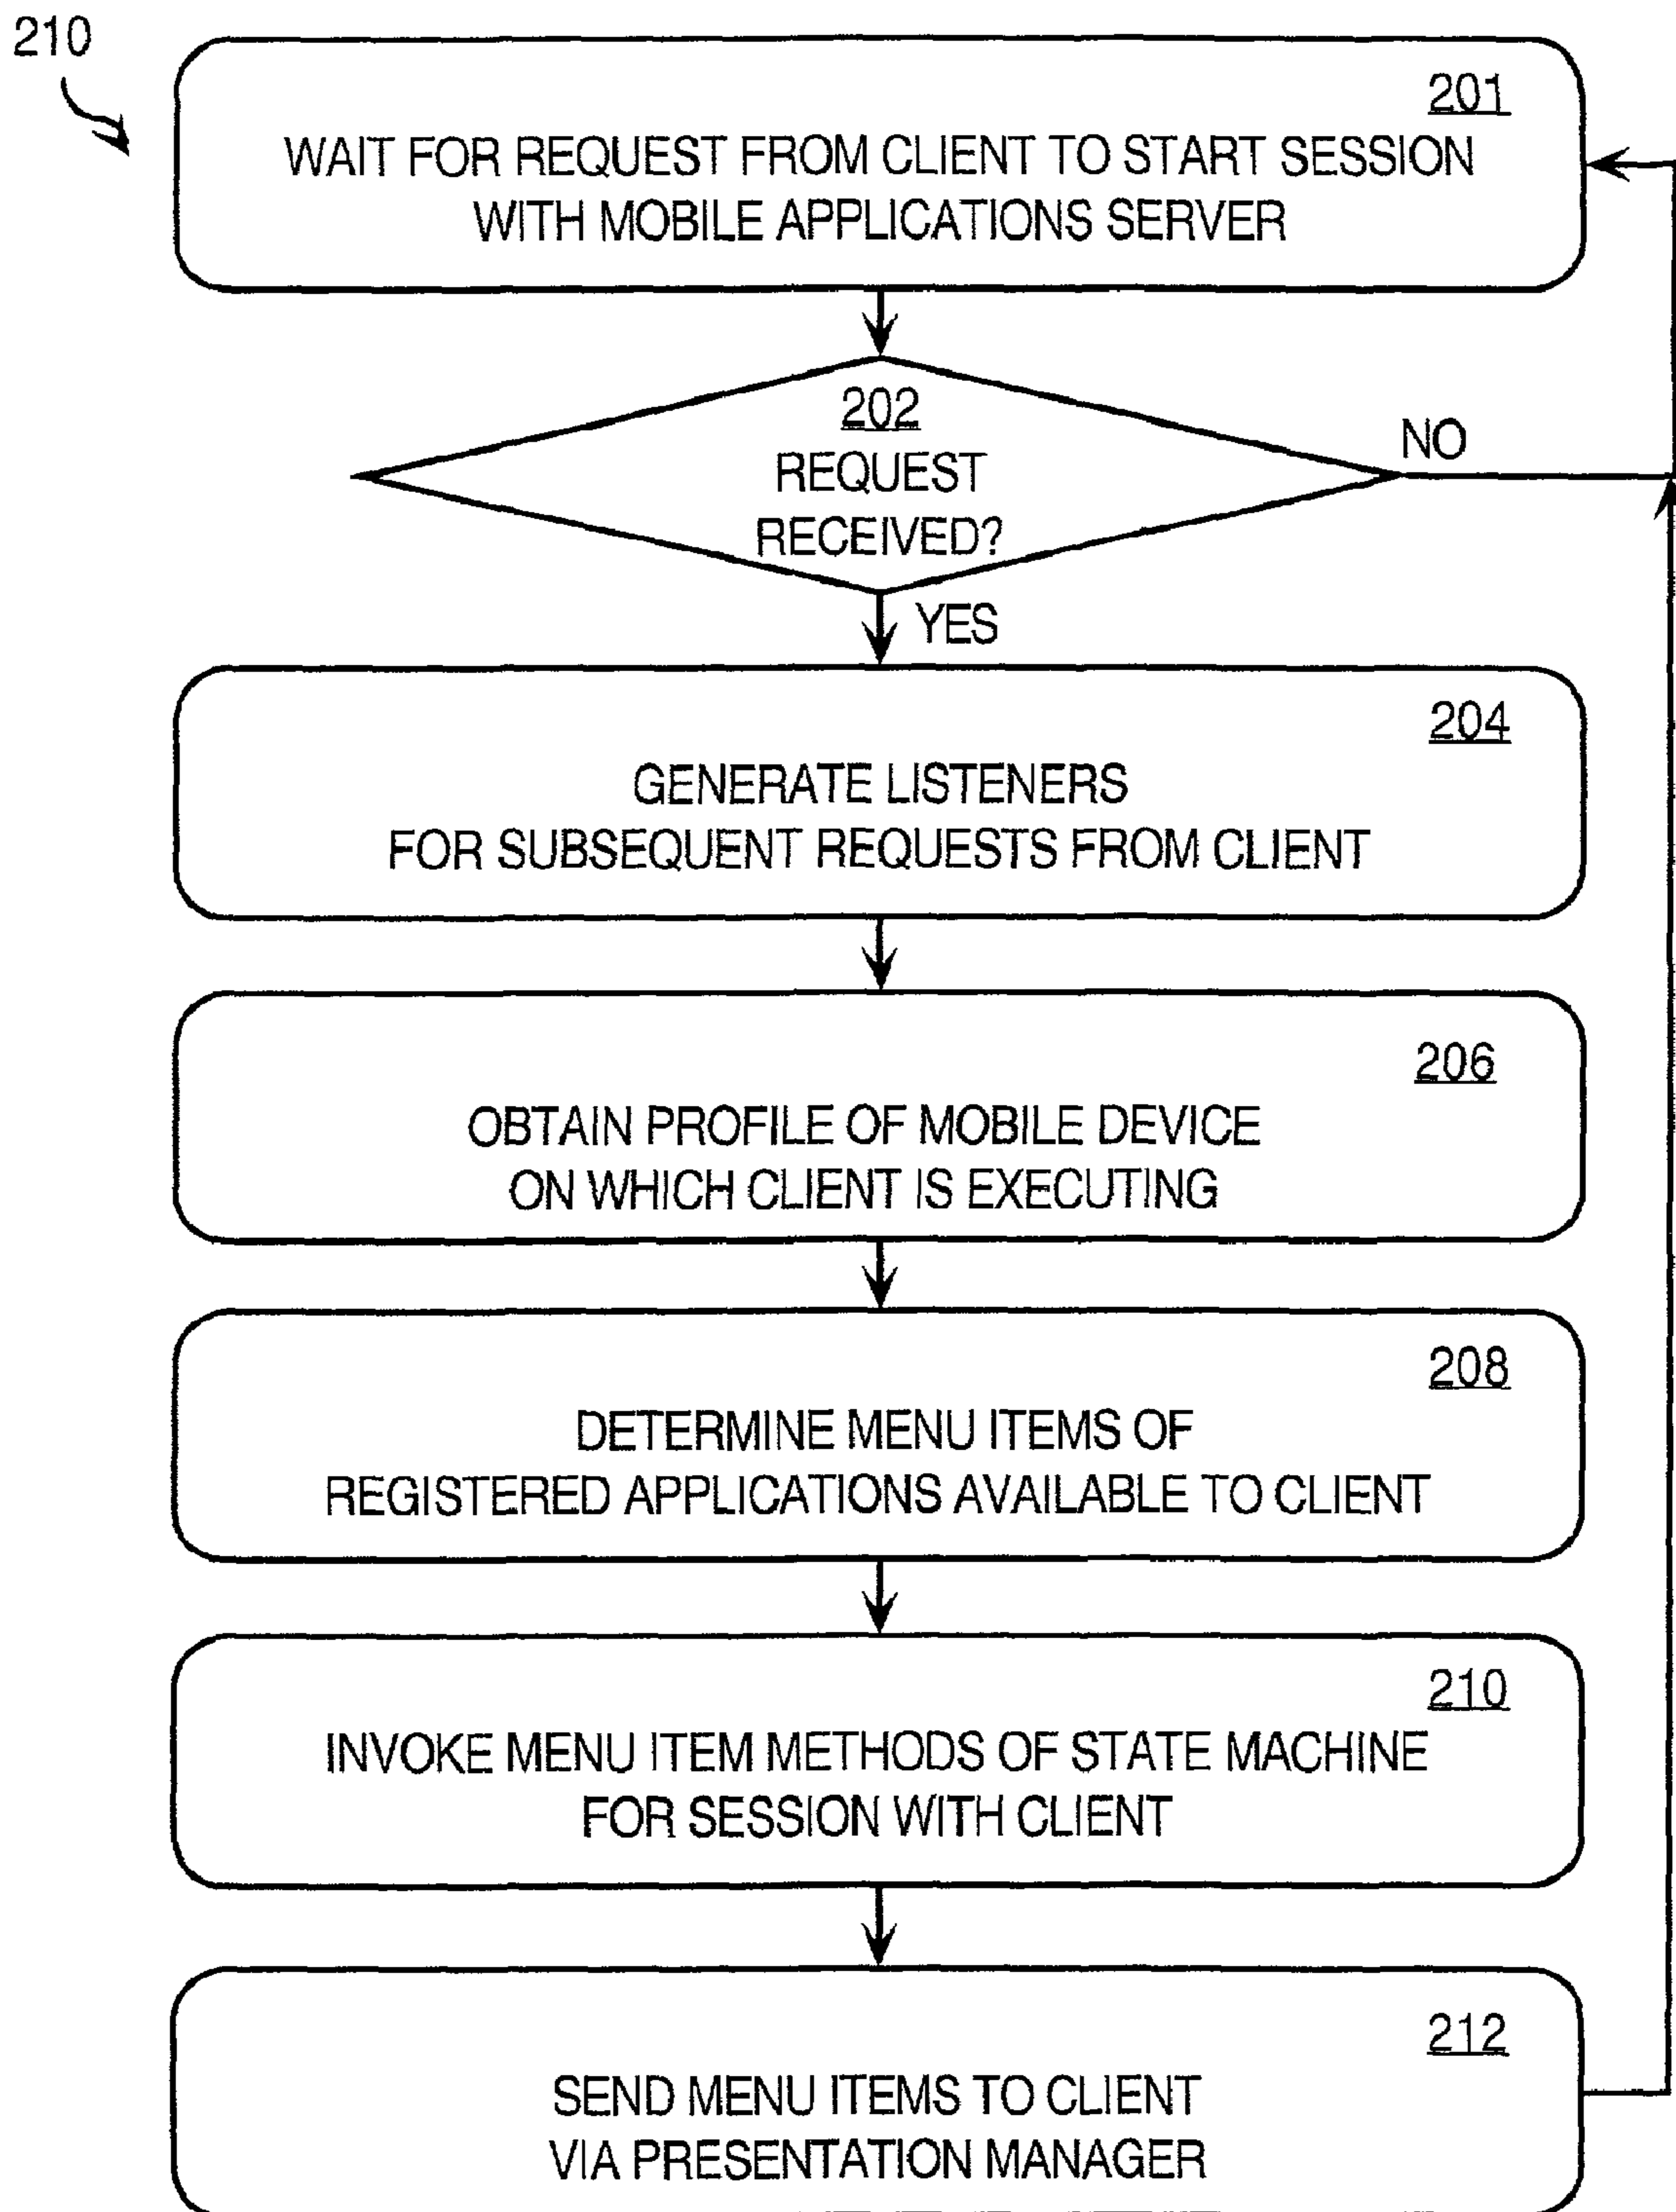 210
201
WAIT FOR REQUEST FROM CLIENT TO START SESSION
WITH MOBILE APPLICATIONS SERVER
202
REQUEST
RECEIVED?
NO
YES
204
GENERATE LISTENERS
FOR SUBSEQUENT REQUESTS FROM CLIENT
206
OBTAIN PROFILE OF MOBILE DEVICE
ON WHICH CLIENT IS EXECUTING
208
DETERMINE MENU ITEMS OF
REGISTERED APPLICATIONS AVAILABLE TO CLIENT
210
INVOKE MENU ITEM METHODS OF STATE MACHINE
FOR SESSION WITH CLIENT
212
SEND MENU ITEMS TO CLIENT
VIA PRESENTATION MANAGER